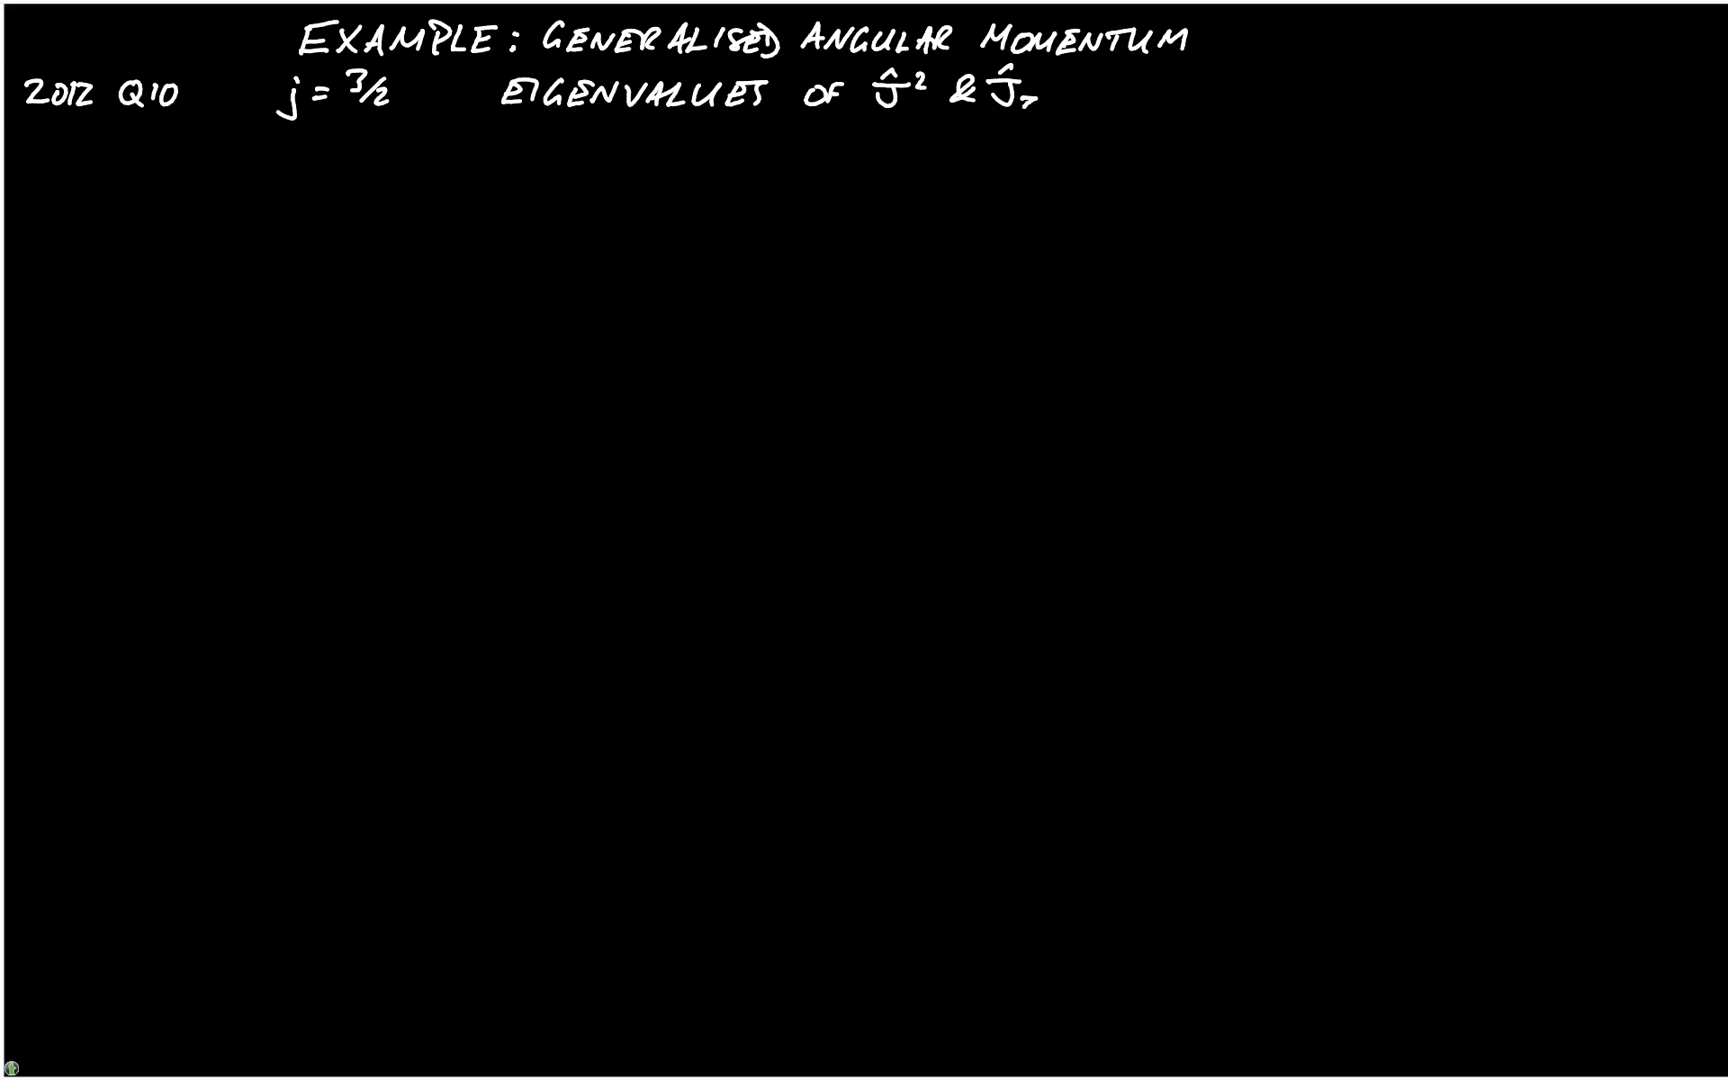 EXAMPLE: GENERALISED ANGULAR MOMENTUM
2012 Q10 j = 3/2 EIGENVALUES OF Ĵ² & Ĵz